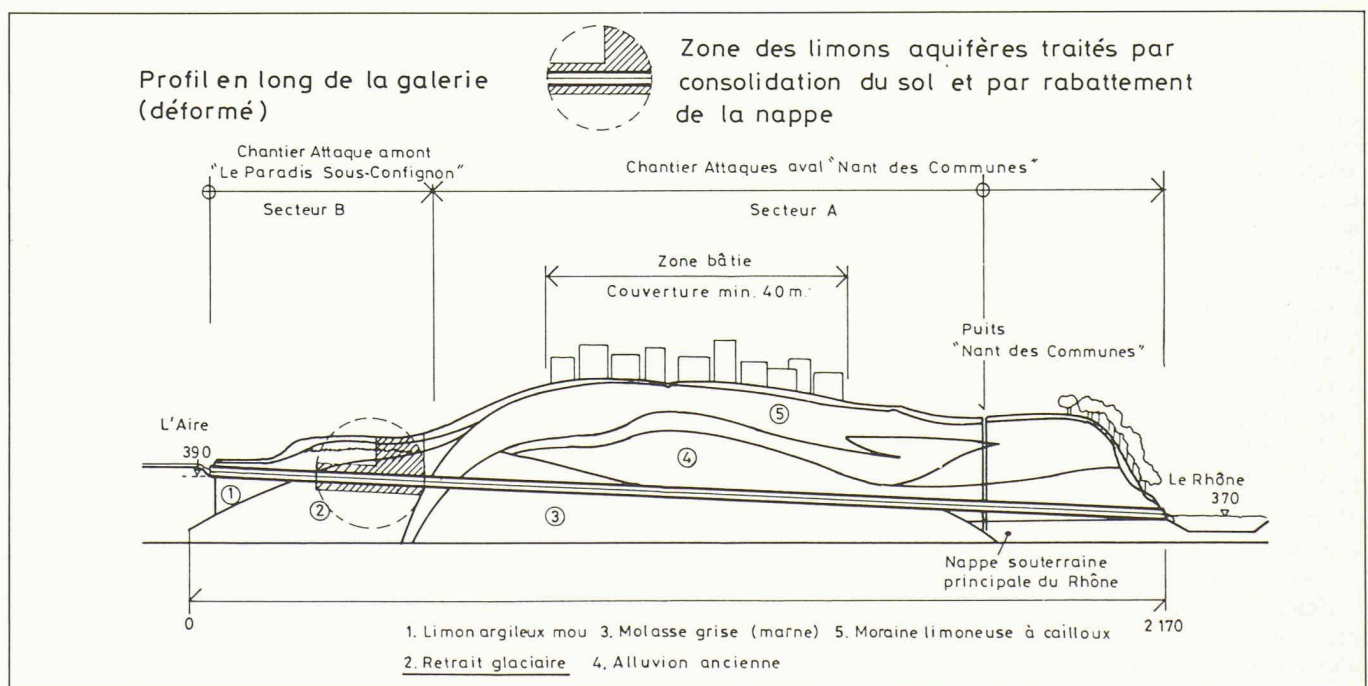 Profil en long de la galerie
(déformé)
Zone des limons aquifères traités par
consolidation du sol et par rabattement
de la nappe
Chantier Attaque amont
"Le Paradis Sous-Confignon"
Chantier Attaques aval "Nant des Communes"
Secteur B
Secteur A
Zone bâtie
Couverture min. 40 m.
Puits
"Nant des Communes"
L'Aire
390
5
4
1
2
3
Le Rhône
370
Nappe souterraine
principale du Rhône
0
2 170
1. Limon argileux mou 3. Molasse grise (marne) 5. Moraine limoneuse à cailloux
2. Retrait glaciaire 4. Alluvion ancienne